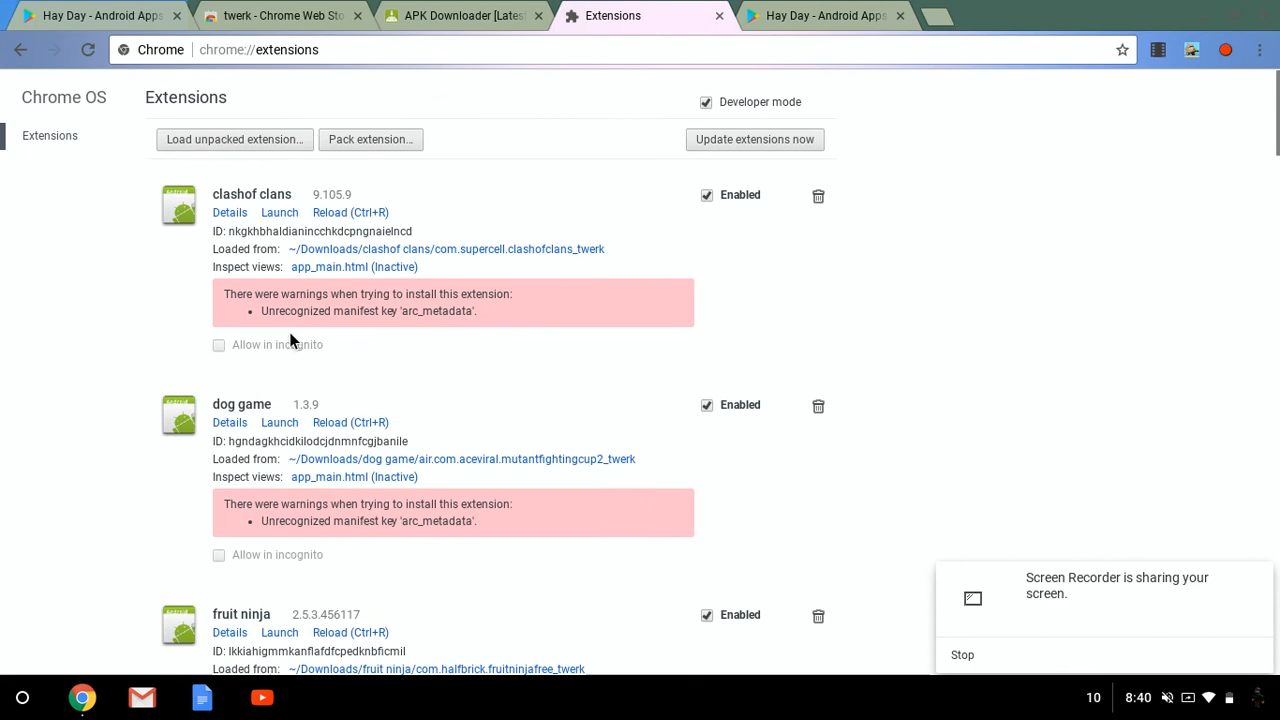 Hay Day - Android Apps
twerk - Chrome Web Sto
APK Downloader [Lates
Extensions
Hay Day - Android Apps
Chrome
chrome://extensions
Chrome OS
Extensions
Extensions
Developer mode
Load unpacked extension...
Pack extension...
Update extensions now
clashof clans 9.105.9
Enabled
Details Launch Reload (Ctrl+R)
ID: nkgkhbhaldianincchkdcpngnaielncd
Loaded from: ~/Downloads/clashof clans/com.supercell.clashofclans_twerk
Inspect views: app_main.html (Inactive)
There were warnings when trying to install this extension:
• Unrecognized manifest key 'arc_metadata'.
Allow in incognito
dog game 1.3.9
Enabled
Details Launch Reload (Ctrl+R)
ID: hgndagkhcidkilodcjdnmnfcgjbanile
Loaded from: ~/Downloads/dog game/air.com.aceviral.mutantfightingcup2_twerk
Inspect views: app_main.html (Inactive)
There were warnings when trying to install this extension:
• Unrecognized manifest key 'arc_metadata'.
Allow in incognito
fruit ninja 2.5.3.456117
Enabled
Details Launch Reload (Ctrl+R)
ID: lkkiahigmmkanflafdfcpedknbficmil
Loaded from: ~/Downloads/fruit ninja/com.halfbrick.fruitninjafree_twerk
Screen Recorder is sharing your
screen.
Stop
10 8:40